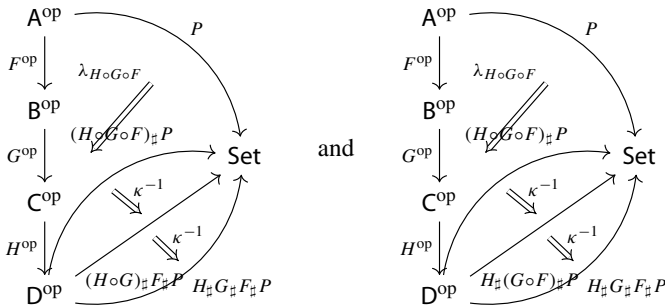 A^op A^op
P P
F^op F^op
λ_{H∘G∘F} λ_{H∘G∘F}
B^op B^op
(H∘G∘F)_♯ P (H∘G∘F)_♯ P
G^op Set and G^op Set
κ^{−1} κ^{−1}
C^op C^op
κ^{−1} κ^{−1}
H^op H^op
(H∘G)_♯ F_♯ P H_♯ G_♯ F_♯ P H_♯ (G∘F)_♯ P H_♯ G_♯ F_♯ P
D^op D^op